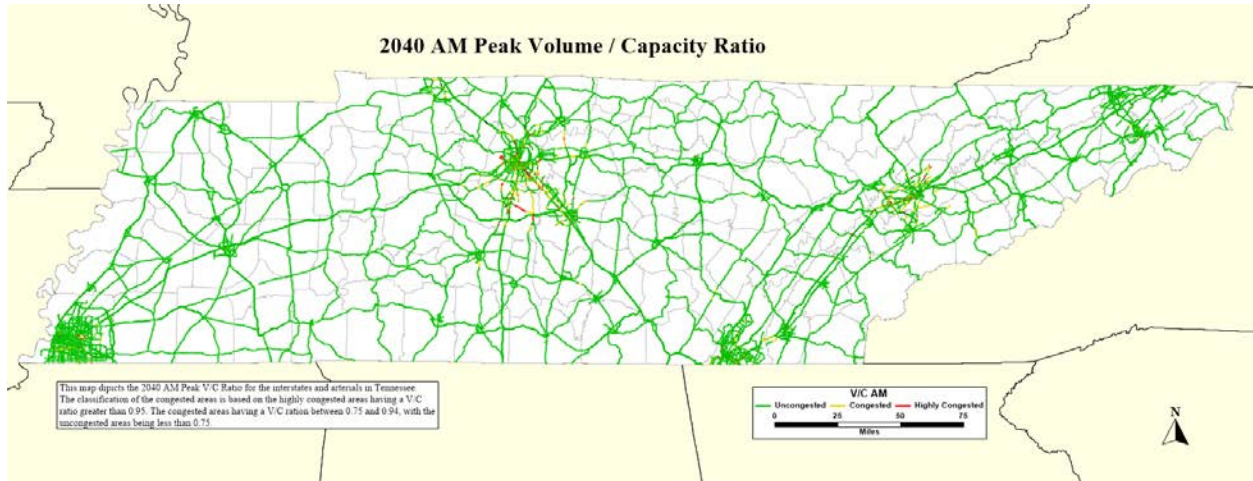 2040 AM Peak Volume / Capacity Ratio
This map dipicts the 2040 AM Peak V/C Ratio for the interstates and arterials in Tennessee.
The classification of the congested areas is based on the highly congested areas having a V/C
ratio greater than 0.95. The congested areas having a V/C ration between 0.75 and 0.94, with the
uncongested areas being less than 0.75.
V/C AM
Uncongested Congested Highly Congested
0 25 50 75
Miles
N